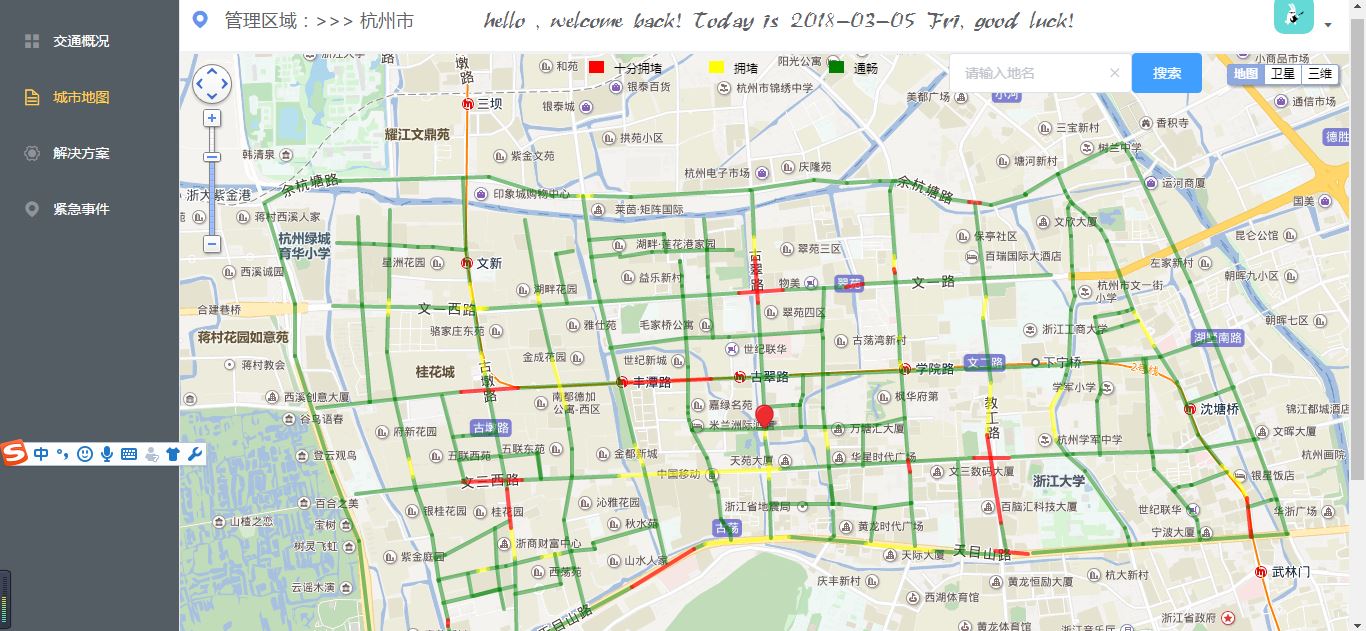 管理区域：>>> 杭州市
hello , welcome back! Today is 2018-03-05 Fri, good luck!
交通概况
城市地图
解决方案
紧急事件
十分拥堵
拥堵
通畅
请输入地名
×
搜索
地图 卫星 三维
和苑
阳光公寓
小商品市场
三坝
银泰城
银泰百货
杭州市锦绣中学
美都广场
小河
通信市场
耀江文鼎苑
拱苑小区
三宝新村
香积寺
德胜
韩清泉
紫金文苑
树兰中学
塘河新村
杭州电子市场
庆隆苑
余杭塘路
余杭塘路
运河商厦
浙大紫金港
印象城购物中心
国美
蒋村西溪人家
莱茵·矩阵国际
文欣大厦
杭州绿城
育华小学
湖畔·莲花港家园
翠苑三区
保亭社区
昆仑公馆
百瑞国际大酒店
古翠路
星洲花园
文新
左家新村
西溪诚园
益乐新村
物美
翠苑
文一路
朝晖九小区
湖畔花园
杭州市文一街
小学
合建巷桥
文一西路
翠苑四区
雅仕苑
毛家桥公寓
浙江工商大学
朝晖七区
蒋村花园如意苑
骆家庄东苑
古荡湾新村
湖墅南路
世纪联华
蒋村教会
金成花园
世纪新城
文二路
下宁桥
桂花城
古墩路
丰潭路
古翠路
学院路
2号线
学军小学
西溪创意大厦
南都德加
公寓-西区
嘉绿名苑
枫华府第
教工路
沈塘桥
锦江都城酒店
谷鸟语春
米兰洲际酒店
古墩路
府新花园
万塘汇大厦
杭州学军中学
文晖大厦
中
登云观鸟
五联西苑
五联东苑
金都新城
天苑大厦
华星时代广场
杭州画院
文三西路
中国移动
文三数码大厦
浙江大学
银星饭店
百合之美
沁雅花园
浙江省地震局
百脑汇科技大厦
世纪联华
华浙广场
银桂花园
桂花园
山楂之恋
宝树
秋水苑
古荡
黄龙时代广场
宁波大厦
树灵飞虹
浙商财富中心
紫金庭园
山水人家
天际大厦
天目山路
西荡苑
武林门
云谣木演
庆丰新村
黄龙恒励大厦
杭大新村
西湖体育馆
天目山路
浙江省政府
黄龙体育馆
浙江音乐厅